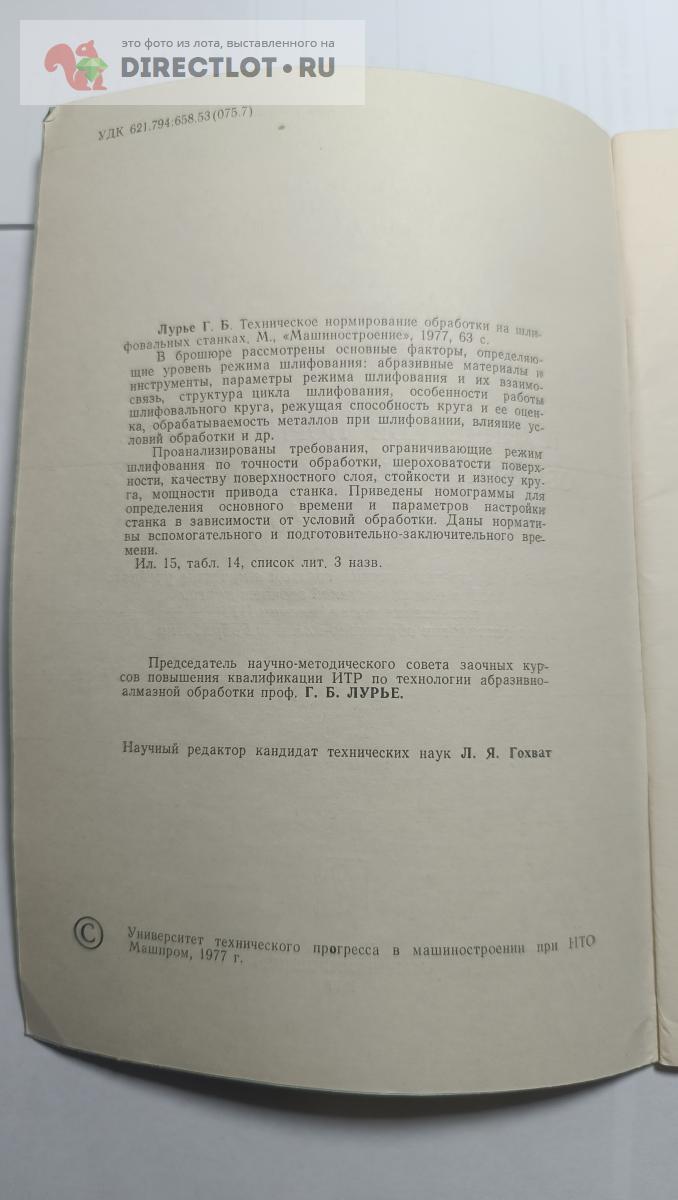 это фото из лота, выставленного на
DIRECTLOT.RU
УДК 621.794:658.53(075.7)
Лурье Г. Б. Техническое нормирование обработки на шли-
фовальных станках. М., «Машиностроение», 1977, 63 с.
В брошюре рассмотрены основные факторы, определяю-
щие уровень режима шлифования: абразивные материалы и
инструменты, параметры режима шлифования и их взаимо-
связь, структура цикла шлифования, особенности работы
шлифовального круга, режущая способность круга и ее оцен-
ка, обрабатываемость металлов при шлифовании, влияние ус-
ловий обработки и др.
Проанализированы требования, ограничивающие режим
шлифования по точности обработки, шероховатости поверх-
ности, качеству поверхностного слоя, стойкости и износу кру-
га, мощности привода станка. Приведены номограммы для
определения основного времени и параметров настройки
станка в зависимости от условий обработки. Даны нормати-
вы вспомогательного и подготовительно-заключительного вре-
мени.
Ил. 15, табл. 14, список лит. 3 назв.
Председатель научно-методического совета заочных кур-
сов повышения квалификации ИТР по технологии абразивно-
алмазной обработки проф. Г. Б. ЛУРЬЕ.
Научный редактор кандидат технических наук Л. Я. Гохват
© Университет технического прогресса в машиностроении при НТО
Машпром, 1977 г.